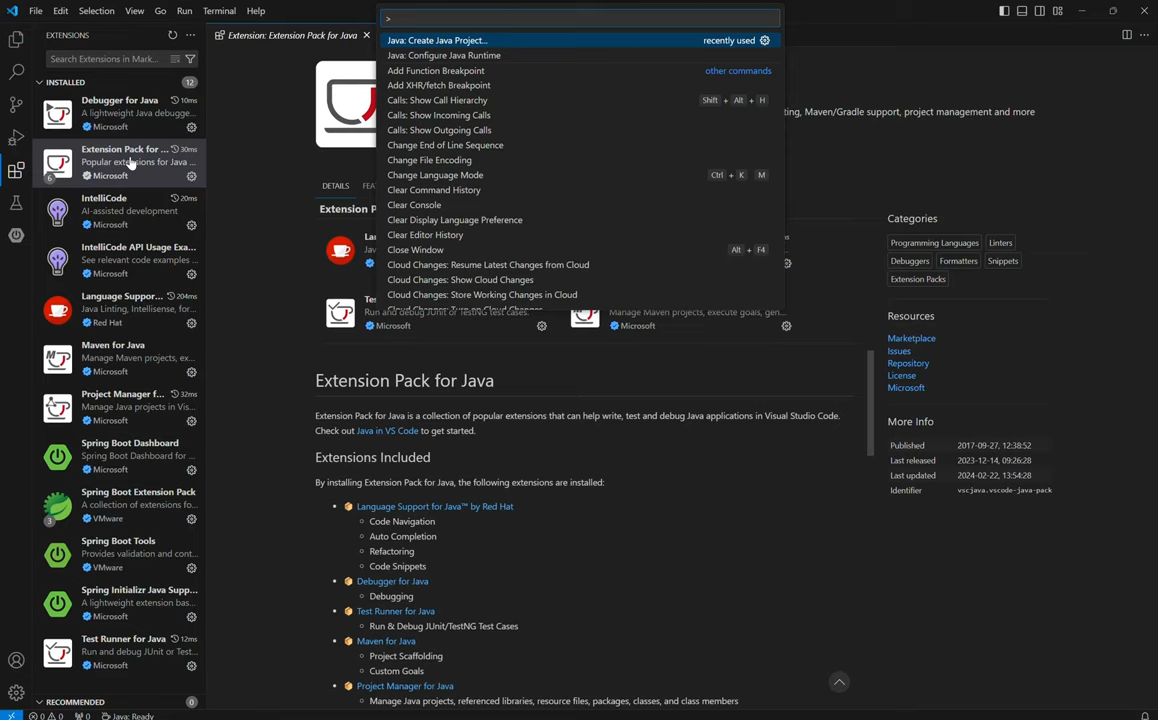 File Edit Selection View Go Run Terminal Help
>
EXTENSIONS
Extension: Extension Pack for Java
Java: Create Java Project... recently used
Java: Configure Java Runtime
Add Function Breakpoint other commands
Add XHR/fetch Breakpoint
Calls: Show Call Hierarchy Shift + Alt + H
Calls: Show Incoming Calls
Calls: Show Outgoing Calls
Change End of Line Sequence
Change File Encoding
Change Language Mode Ctrl + K M
Clear Command History
Clear Console
Clear Display Language Preference
Clear Editor History
Close Window Alt + F4
Cloud Changes: Resume Latest Changes from Cloud
Cloud Changes: Show Cloud Changes
Cloud Changes: Store Working Changes in Cloud
Cloud Changes: Turn on Cloud Changes...
Search Extensions in Mark...
INSTALLED 12
Debugger for Java 10ms
A lightweight Java debugge...
Microsoft
Extension Pack for ... 30ms
Popular extensions for Java ...
6 Microsoft
IntelliCode 20ms
AI-assisted development
Microsoft
IntelliCode API Usage Exa...
See relevant code examples ...
Microsoft
Language Suppor... 204ms
Java Linting, Intellisense, for...
Red Hat
Maven for Java
Manage Maven projects, ex...
Microsoft
Project Manager f... 32ms
Manage Java projects in Vis...
Microsoft
Spring Boot Dashboard
Spring Boot Dashboard for ...
Microsoft
Spring Boot Extension Pack
A collection of extensions fo...
3 VMware
Spring Boot Tools
Provides validation and cont...
VMware
Spring Initializr Java Supp...
A lightweight extension bas...
Microsoft
Test Runner for Java 12ms
Run and debug JUnit or Test...
Microsoft
RECOMMENDED 0
ting, Maven/Gradle support, project management and more
DETAILS FEA
Extension P
La
Jav
Te
Run and debug JUnit or TestNG test cases.
Microsoft
Manage Maven projects, execute goals, gen...
Microsoft
Extension Pack for Java
Extension Pack for Java is a collection of popular extensions that can help write, test and debug Java applications in Visual Studio Code.
Check out Java in VS Code to get started.
Extensions Included
By installing Extension Pack for Java, the following extensions are installed:
Language Support for Java™ by Red Hat
Code Navigation
Auto Completion
Refactoring
Code Snippets
Debugger for Java
Debugging
Test Runner for Java
Run & Debug JUnit/TestNG Test Cases
Maven for Java
Project Scaffolding
Custom Goals
Project Manager for Java
Manage Java projects, referenced libraries, resource files, packages, classes, and class members
Categories
Programming Languages Linters
Debuggers Formatters Snippets
Extension Packs
Resources
Marketplace
Issues
Repository
License
Microsoft
More Info
Published 2017-09-27, 12:38:52
Last released 2023-12-14, 09:26:28
Last updated 2024-02-22, 13:54:28
Identifier vscjava.vscode-java-pack
0 0 0 Java: Ready